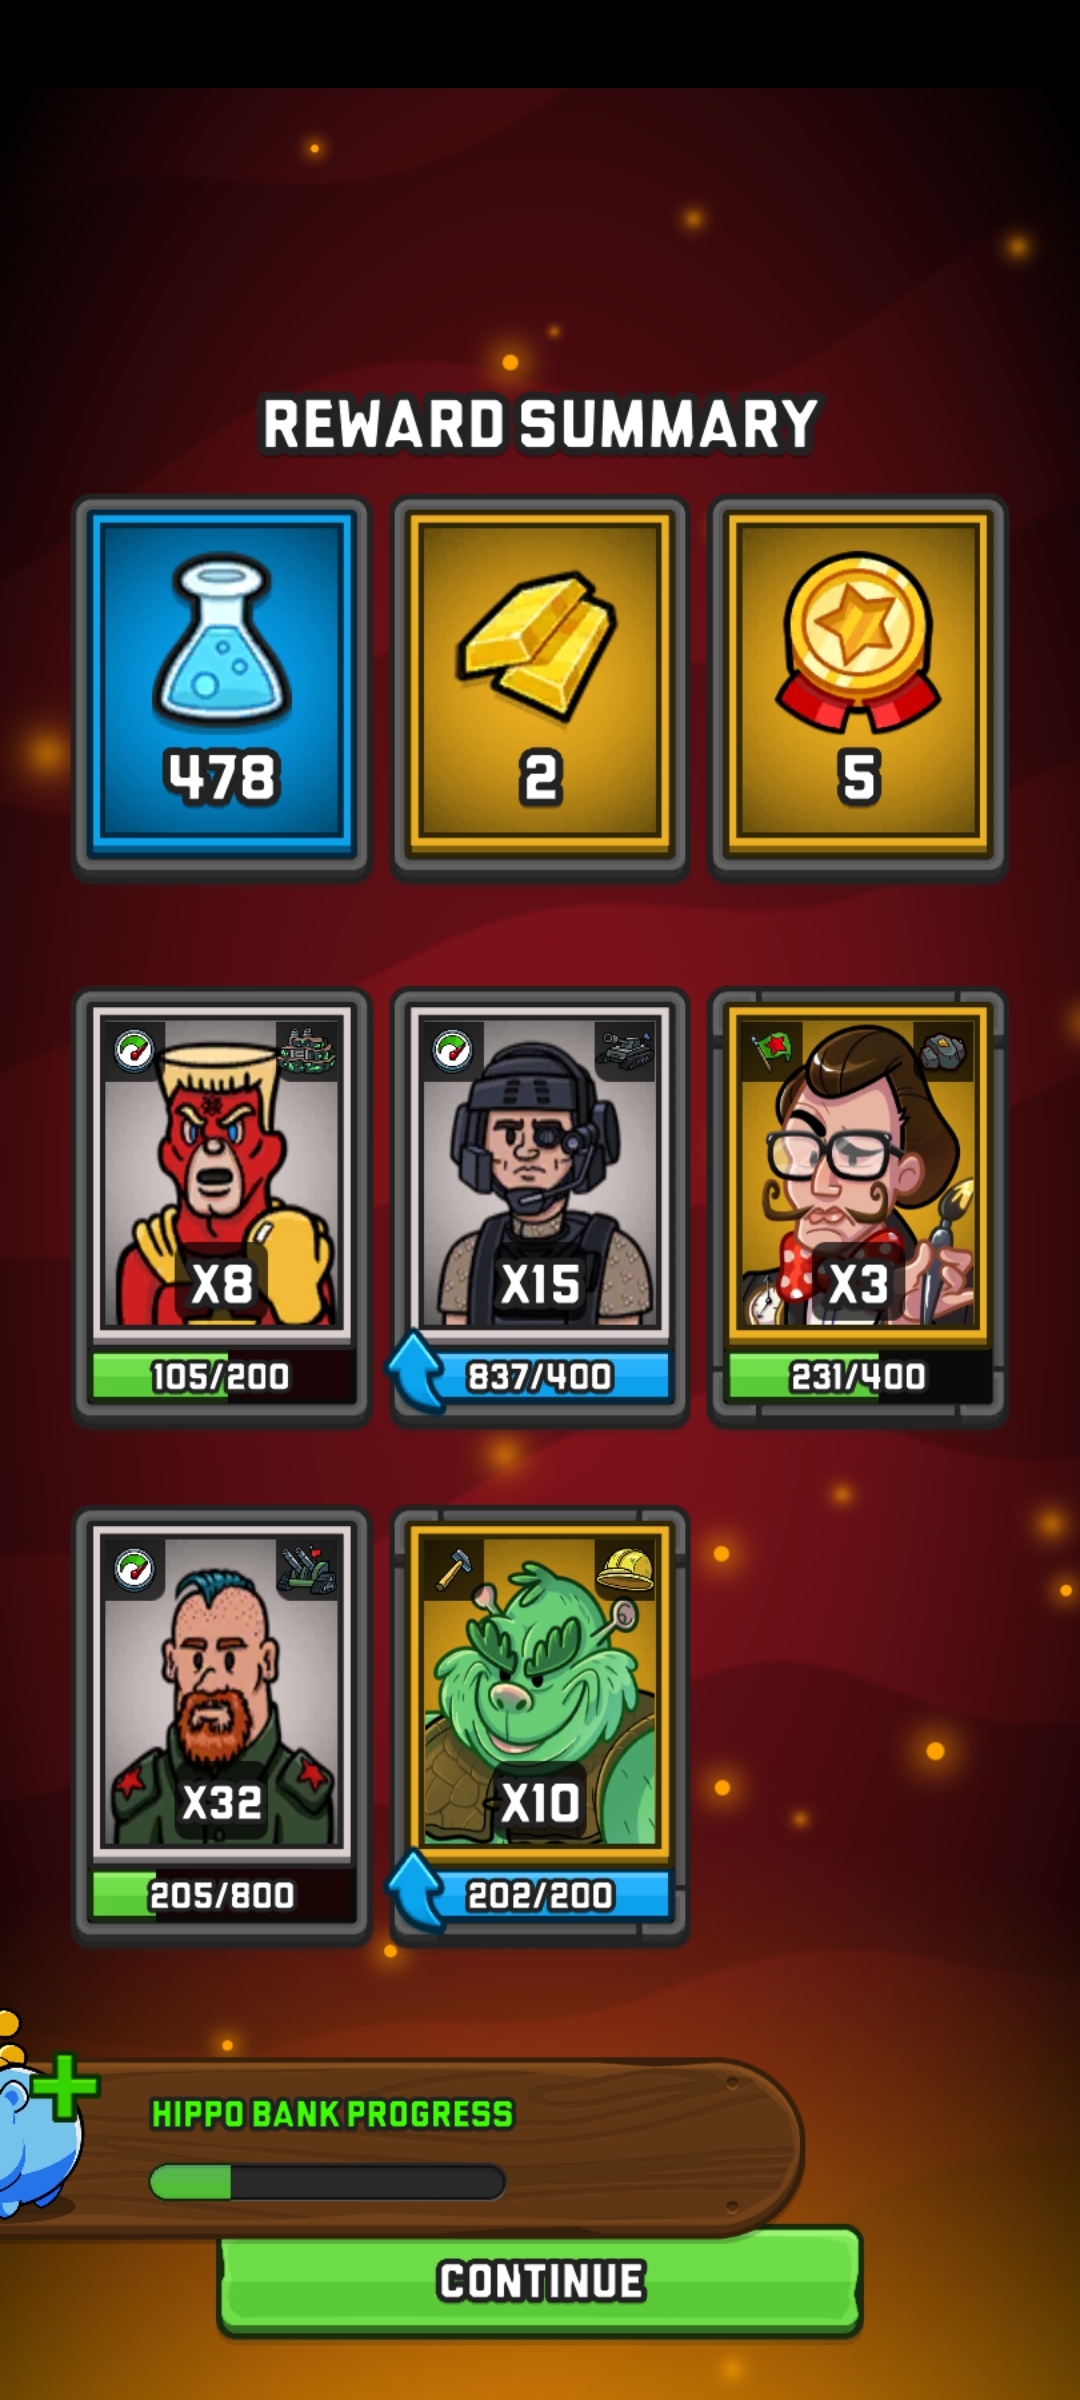 REWARD SUMMARY
478
2
5
X8
X15
X3
105/200
837/400
231/400
X32
X10
205/800
202/200
HIPPO BANK PROGRESS
CONTINUE